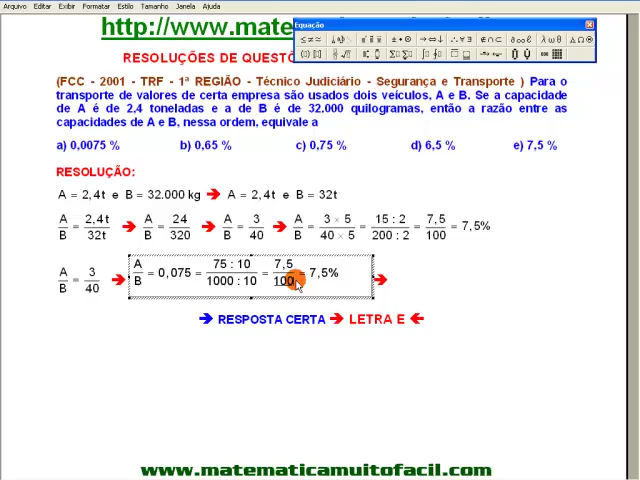 Arquivo Editar Exibir Formatar Estilo Tamanho Janela Ajuda
http://www.mate
Equação
RESOLUÇÕES DE QUEST
(FCC - 2001 - TRF - 1ª REGIÃO - Técnico Judiciário - Segurança e Transporte ) Para o
transporte de valores de certa empresa são usados dois veículos, A e B. Se a capacidade
de A é de 2,4 toneladas e a de B é de 32.000 quilogramas, então a razão entre as
capacidades de A e B, nessa ordem, equivale a
a) 0,0075 % b) 0,65 % c) 0,75 % d) 6,5 % e) 7,5 %
RESOLUÇÃO:
A = 2,4t e B = 32.000 kg ➔ A = 2,4t e B = 32t
A/B = 2,4t/32t ➔ A/B = 24/320 ➔ A/B = 3/40 ➔ A/B = 3 × 5/40 × 5 = 15 : 2/200 : 2 = 7,5/100 = 7,5%
A/B = 3/40 ➔ A/B = 0,075 = 75 : 10/1000 : 10 = 7,5/100 = 7,5% ➔
➔ RESPOSTA CERTA ➔ LETRA E 🡸
www.matematicamuitofacil.com